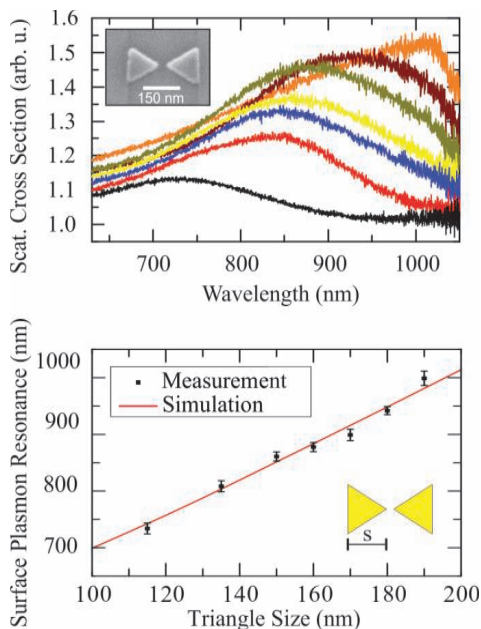 Scat. Cross Section (arb. u.)
1.6
1.5
1.4
1.3
1.2
1.1
1.0
150 nm
700 800 900 1000
Wavelength (nm)
Surface Plasmon Resonance (nm)
1000
900
800
700
Measurement
Simulation
s
100 120 140 160 180 200
Triangle Size (nm)